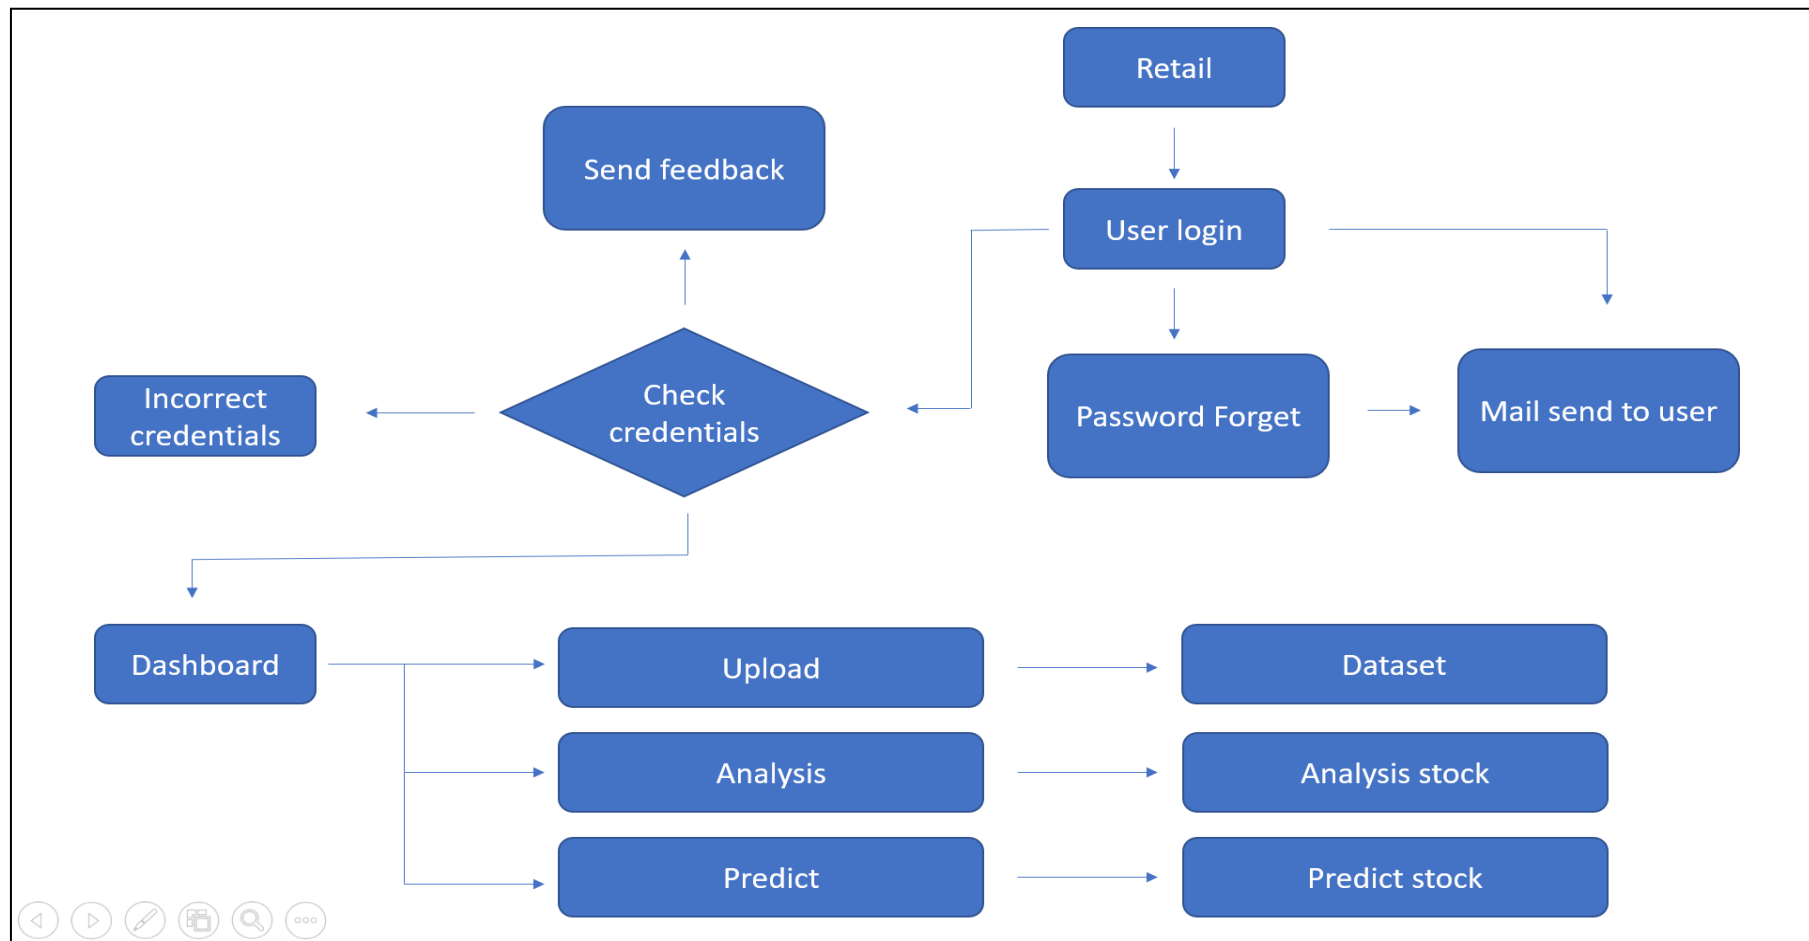 Retail
Send feedback
User login
Incorrect
credentials
Check
credentials
Password Forget
Mail send to user
Dashboard
Upload
Dataset
Analysis
Analysis stock
Predict
Predict stock